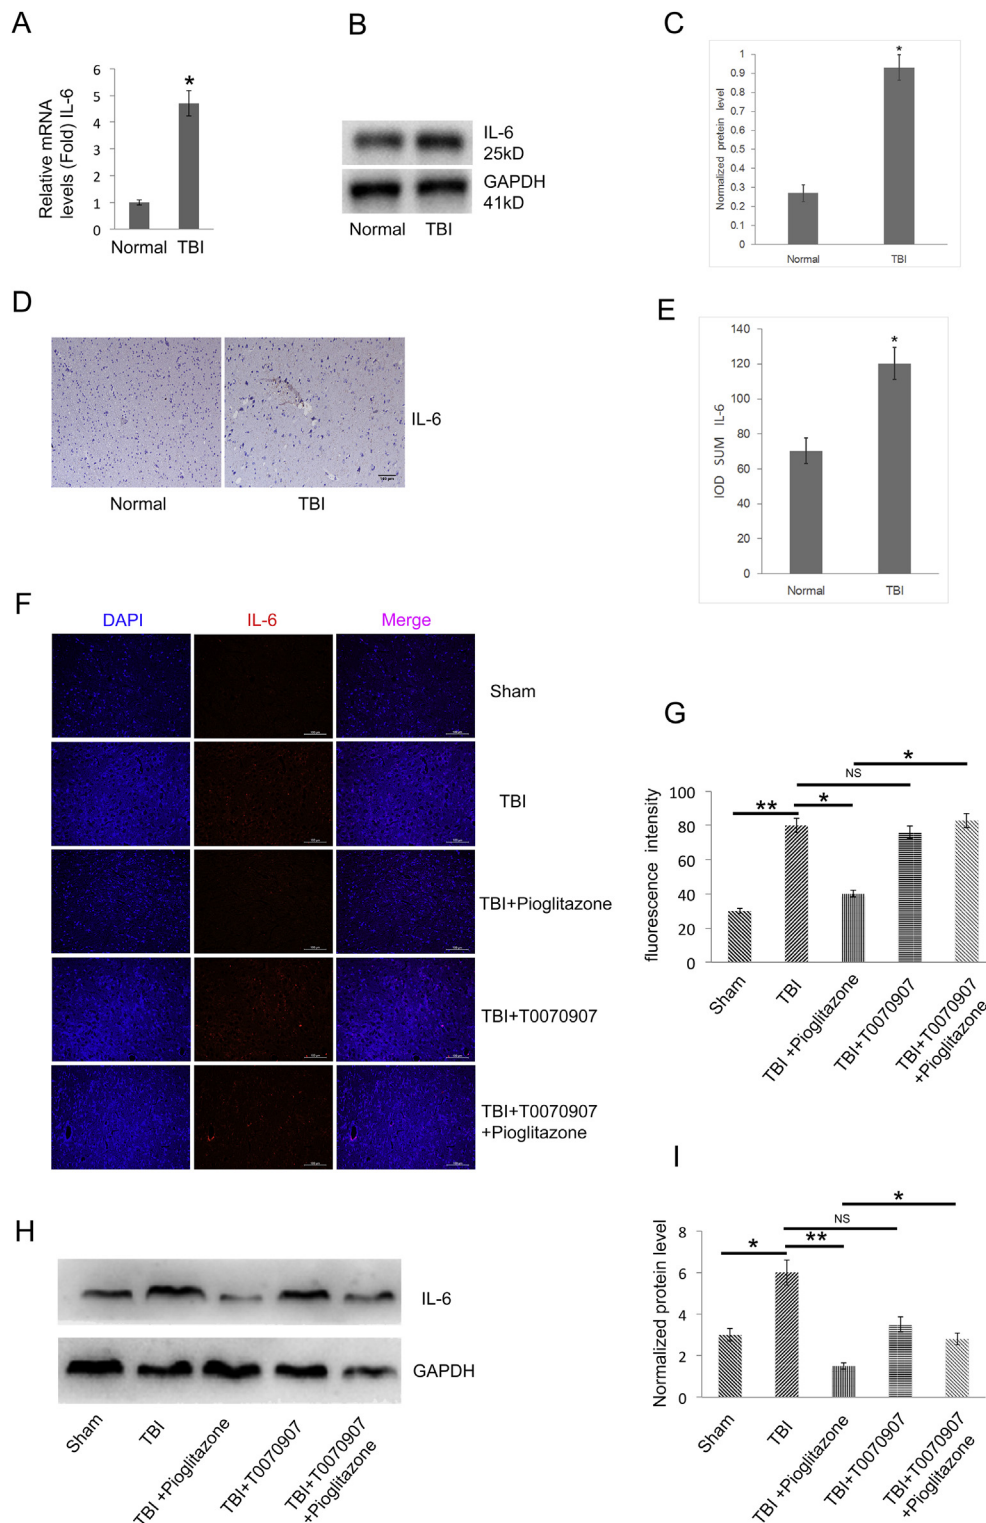 A
Relative mRNA
levels (Fold) IL-6
6
5
4
3
2
1
0
*
Normal
TBI
B
IL-6
25kD
GAPDH
41kD
Normal
TBI
C
Normalized pretein level
1
0.9
0.8
0.7
0.6
0.5
0.4
0.3
0.2
0.1
0
*
Normal
TBI
D
IL-6
Normal
TBI
E
IOD SUM IL-6
140
120
100
80
60
40
20
0
*
Normal
TBI
F
DAPI
IL-6
Merge
Sham
TBI
TBI+Pioglitazone
TBI+T0070907
TBI+T0070907
+Pioglitazone
G
fluorescence intensity
100
80
60
40
20
0
**
*
NS
*
Sham
TBI
TBI +Pioglitazone
TBI+T0070907
TBI+T0070907
+Pioglitazone
H
IL-6
GAPDH
Sham
TBI
TBI +Pioglitazone
TBI+T0070907
TBI+T0070907
+Pioglitazone
I
Normalized protein level
8
6
4
2
0
*
**
NS
*
Sham
TBI
TBI +Pioglitazone
TBI+T0070907
TBI+T0070907
+Pioglitazone